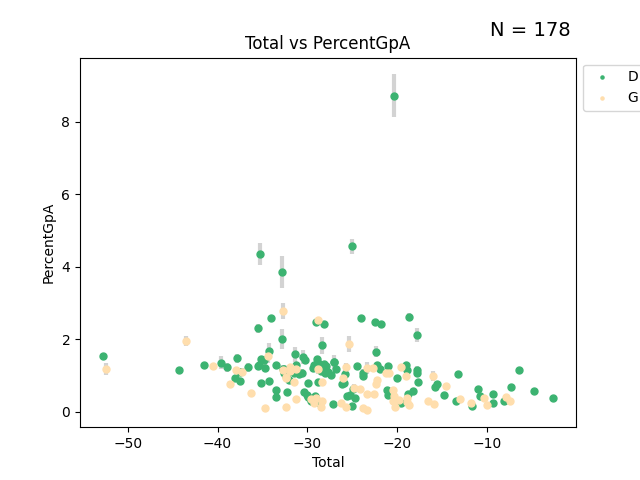 N = 178
Total vs PercentGpA
D
G
PercentGpA
8
6
4
2
0
−50
−40
−30
−20
−10
Total